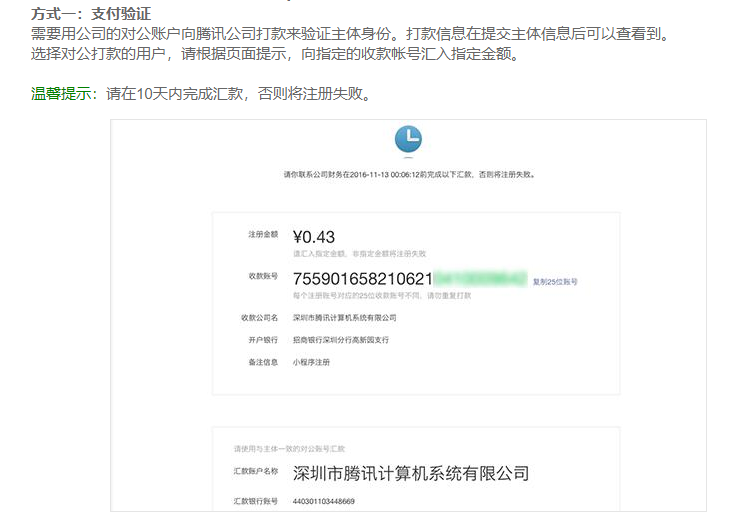 方式一：支付验证
需要用公司的对公账户向腾讯公司打款来验证主体身份。打款信息在提交主体信息后可以查看到。
选择对公打款的用户，请根据页面提示，向指定的收款帐号汇入指定金额。
温馨提示：请在10天内完成汇款，否则将注册失败。
请你联系公司财务在2016-11-13 00:06:12前完成以下汇款，否则将注册失败。
注册金额 ¥0.43
请汇入指定金额，非指定金额将注册失败
收款账号 755901658210621 复制25位账号
每个注册账号对应的25位收款账号不同，请勿重复打款
收款公司名 深圳市腾讯计算机系统有限公司
开户银行 招商银行深圳分行高新园支行
备注信息 小程序注册
请使用与主体一致的对公账号汇款
汇款账户名称 深圳市腾讯计算机系统有限公司
汇款银行账号 440301103448669